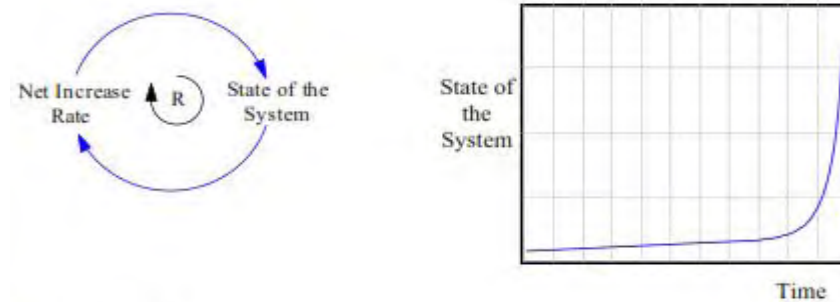 Net Increase
Rate
R
State of the
System
State of
the
System
Time